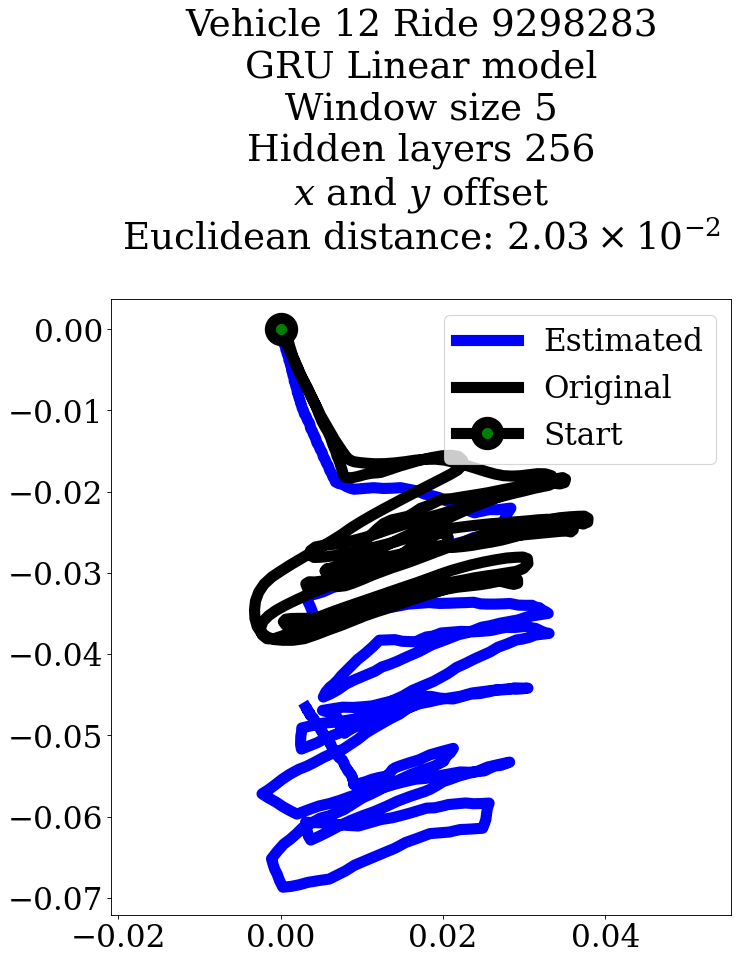 Vehicle 12 Ride 9298283
GRU Linear model
Window size 5
Hidden layers 256
x and y offset
Euclidean distance: 2.03 × 10⁻²
Estimated
Original
Start
0.00
−0.01
−0.02
−0.03
−0.04
−0.05
−0.06
−0.07
−0.02 0.00 0.02 0.04